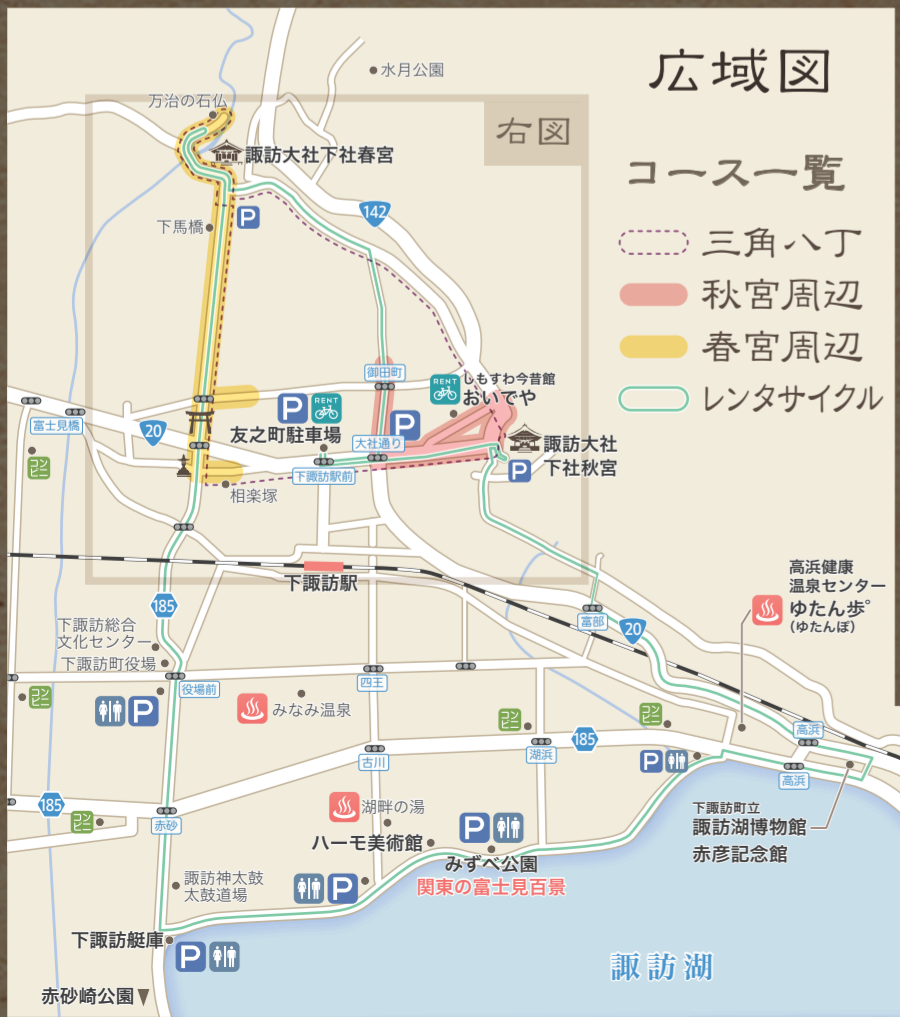 広域図
水月公園
万治の石仏
右図
諏訪大社下社春宮
コース一覧
142
P
下馬橋
三角八丁
秋宮周辺
春宮周辺
レンタサイクル
御田町
RENT
しもすわ今昔館
おいでや
P
RENT
P
富士見橋
20
友之町駐車場
大社通り
諏訪大社
下社秋宮
P
コンビニ
下諏訪駅前
相楽塚
下諏訪駅
高浜健康
温泉センター
ゆたん歩°
(ゆたんぽ)
185
富部
20
下諏訪総合
文化センター
下諏訪町役場
役場前
四王
コンビニ
P
みなみ温泉
コンビニ
コンビニ
高浜
185
古川
湖浜
P
高浜
185
コンビニ
赤砂
湖畔の湯
下諏訪町立
諏訪湖博物館
赤彦記念館
P
ハーモ美術館
みずべ公園
関東の富士見百景
諏訪神太鼓
太鼓道場
P
下諏訪艇庫
P
諏訪湖
赤砂崎公園▼